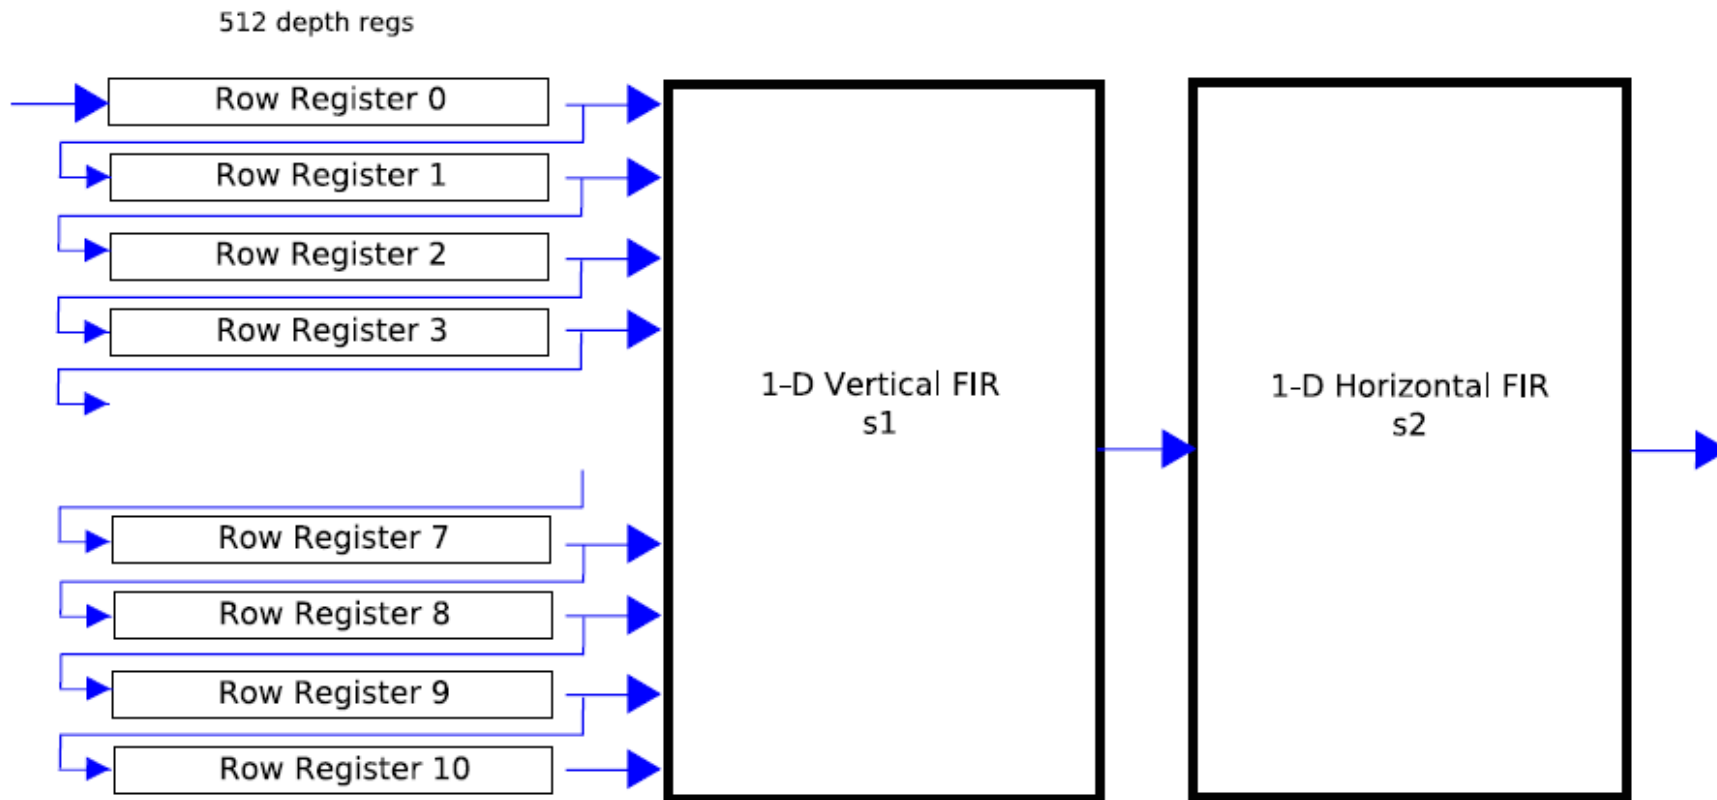 512 depth regs
Row Register 0
Row Register 1
Row Register 2
Row Register 3
Row Register 7
Row Register 8
Row Register 9
Row Register 10
1-D Vertical FIR
s1
1-D Horizontal FIR
s2